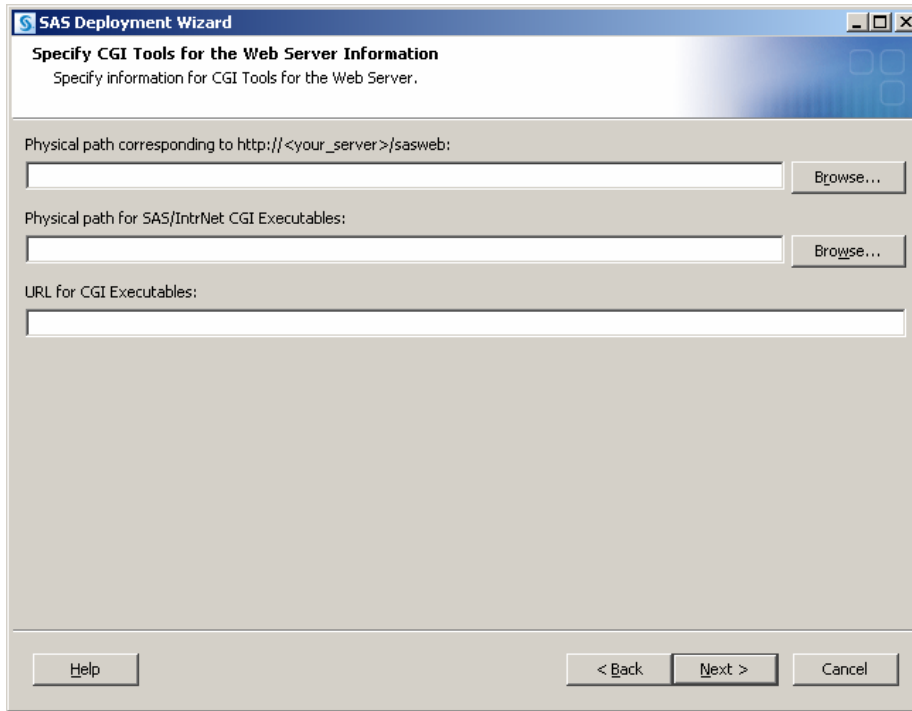 SAS Deployment Wizard
Specify CGI Tools for the Web Server Information
Specify information for CGI Tools for the Web Server.
Physical path corresponding to http://<your_server>/sasweb:
Browse...
Physical path for SAS/IntrNet CGI Executables:
Browse...
URL for CGI Executables:
Help
< Back
Next >
Cancel